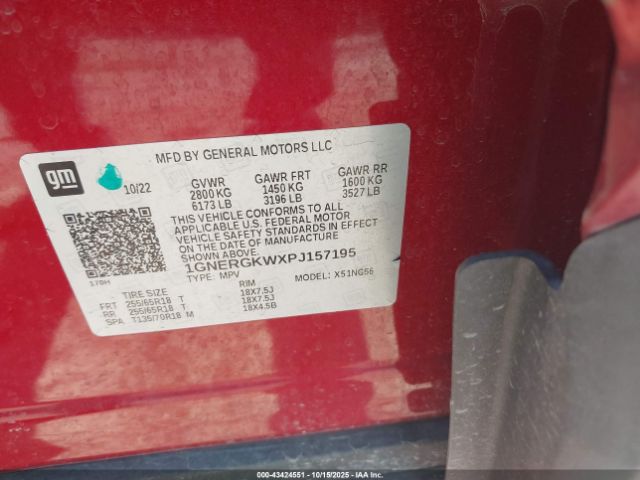 MFD BY GENERAL MOTORS LLC
gm
10/22
GVWR GAWR FRT GAWR RR
2800 KG 1450 KG 1600 KG
6173 LB 3196 LB 3527 LB
THIS VEHICLE CONFORMS TO ALL
APPLICABLE U.S. FEDERAL MOTOR
VEHICLE SAFETY STANDARDS IN EFFECT
ON THE DATE OF MANUFACTURE
SHOWN ABOVE.
1GNERGKWXPJ157195
170H
TYPE: MPV MODEL: X51NG56
TIRE SIZE RIM
FRT 255/65R18 T 18X7.5J
RR 255/65R18 T 18X7.5J
SPA T135/70R18 M 18X4.5B
000-43424551 - 10/15/2025 - IAA Inc.